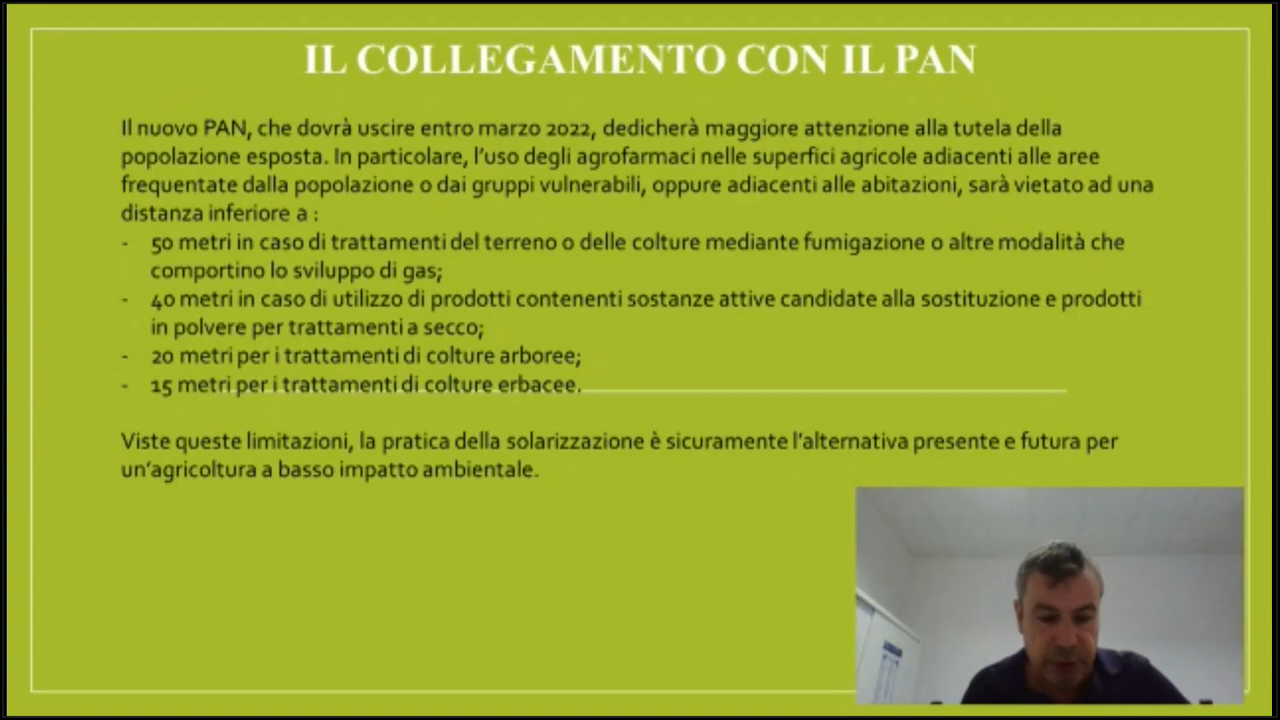 IL COLLEGAMENTO CON IL PAN
Il nuovo PAN, che dovrà uscire entro marzo 2022, dedicherà maggiore attenzione alla tutela della
popolazione esposta. In particolare, l'uso degli agrofarmaci nelle superfici agricole adiacenti alle aree
frequentate dalla popolazione o dai gruppi vulnerabili, oppure adiacenti alle abitazioni, sarà vietato ad una
distanza inferiore a :
- 50 metri in caso di trattamenti del terreno o delle colture mediante fumigazione o altre modalità che
comportino lo sviluppo di gas;
- 40 metri in caso di utilizzo di prodotti contenenti sostanze attive candidate alla sostituzione e prodotti
in polvere per trattamenti a secco;
- 20 metri per i trattamenti di colture arboree;
- 15 metri per i trattamenti di colture erbacee.
Viste queste limitazioni, la pratica della solarizzazione è sicuramente l'alternativa presente e futura per
un'agricoltura a basso impatto ambientale.